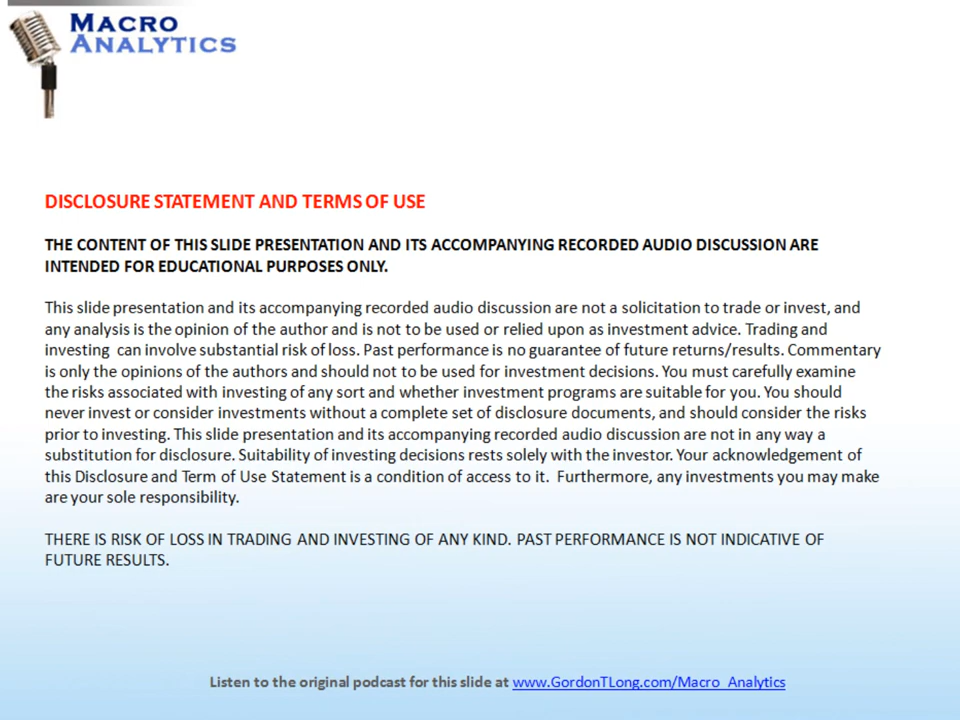 MACRO
ANALYTICS
DISCLOSURE STATEMENT AND TERMS OF USE
THE CONTENT OF THIS SLIDE PRESENTATION AND ITS ACCOMPANYING RECORDED AUDIO DISCUSSION ARE
INTENDED FOR EDUCATIONAL PURPOSES ONLY.
This slide presentation and its accompanying recorded audio discussion are not a solicitation to trade or invest, and
any analysis is the opinion of the author and is not to be used or relied upon as investment advice. Trading and
investing can involve substantial risk of loss. Past performance is no guarantee of future returns/results. Commentary
is only the opinions of the authors and should not to be used for investment decisions. You must carefully examine
the risks associated with investing of any sort and whether investment programs are suitable for you. You should
never invest or consider investments without a complete set of disclosure documents, and should consider the risks
prior to investing. This slide presentation and its accompanying recorded audio discussion are not in any way a
substitution for disclosure. Suitability of investing decisions rests solely with the investor. Your acknowledgement of
this Disclosure and Term of Use Statement is a condition of access to it. Furthermore, any investments you may make
are your sole responsibility.
THERE IS RISK OF LOSS IN TRADING AND INVESTING OF ANY KIND. PAST PERFORMANCE IS NOT INDICATIVE OF
FUTURE RESULTS.
Listen to the original podcast for this slide at www.GordonTLong.com/Macro_Analytics